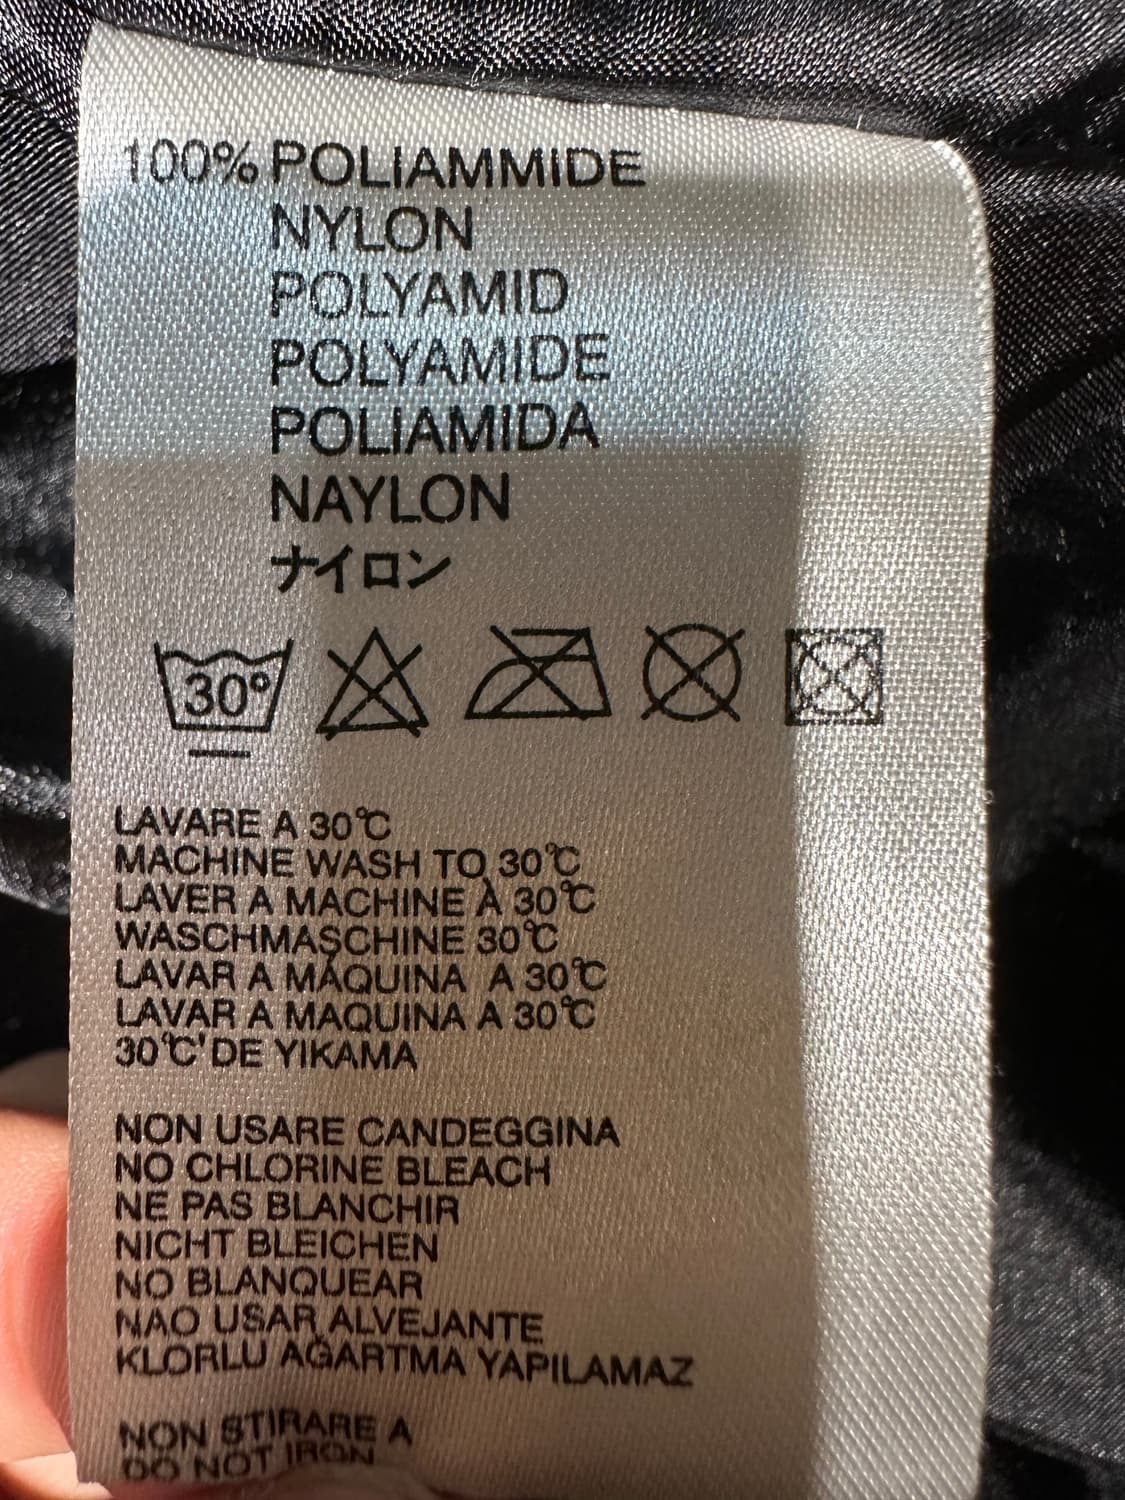 100% POLIAMMIDE
NYLON
POLYAMID
POLYAMIDE
POLIAMIDA
NAYLON
ナイロン
30°
LAVARE A 30℃
MACHINE WASH TO 30℃
LAVER A MACHINE À 30℃
WASCHMASCHINE 30℃
LAVAR A MÁQUINA A 30℃
LAVAR A MAQUINA A 30℃
30℃'DE YIKAMA
NON USARE CANDEGGINA
NO CHLORINE BLEACH
NE PAS BLANCHIR
NICHT BLEICHEN
NO BLANQUEAR
NAO USAR ALVEJANTE
KLORLU AĞARTMA YAPILAMAZ
NON STIRARE A
DO NOT IRON